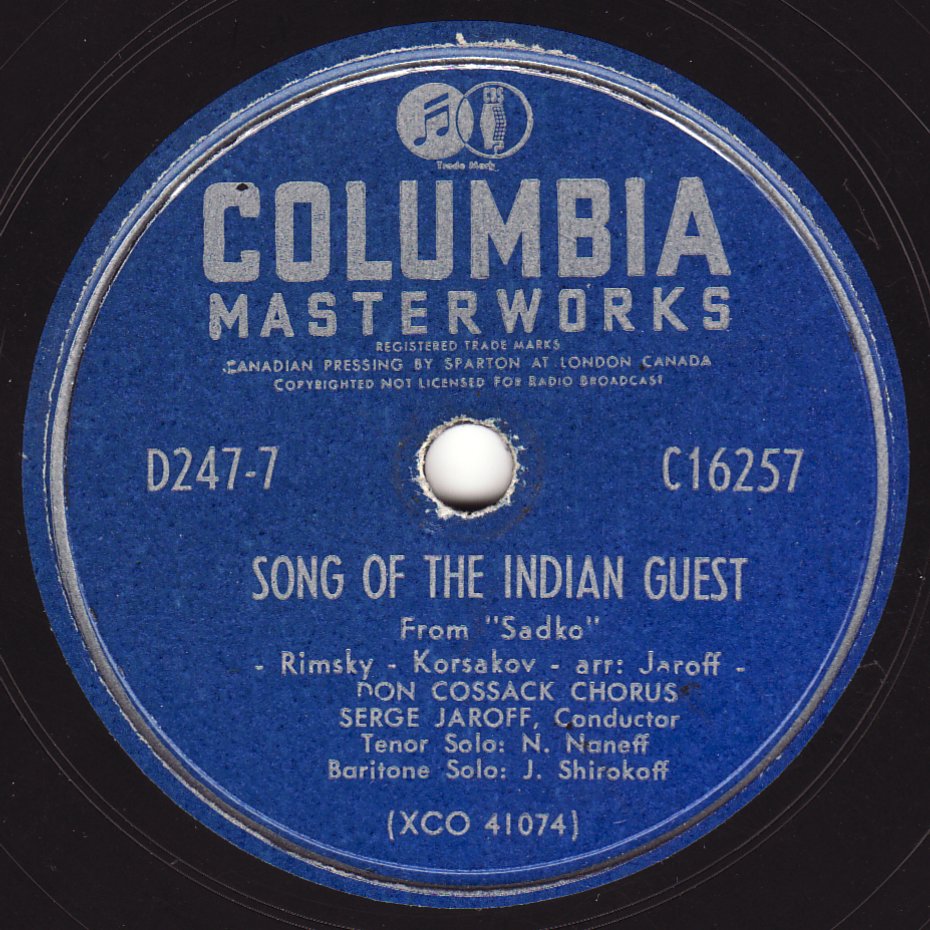 CBS
Trade Mark
COLUMBIA
MASTERWORKS
REGISTERED TRADE MARKS
CANADIAN PRESSING BY SPARTON AT LONDON CANADA
COPYRIGHTED NOT LICENSED FOR RADIO BROADCAST
D247-7 C16257
SONG OF THE INDIAN GUEST
From "Sadko"
- Rimsky - Korsakov - arr: Jaroff -
DON COSSACK CHORUS
SERGE JAROFF, Conductor
Tenor Solo: N. Naneff
Baritone Solo: J. Shirokoff
(XCO 41074)